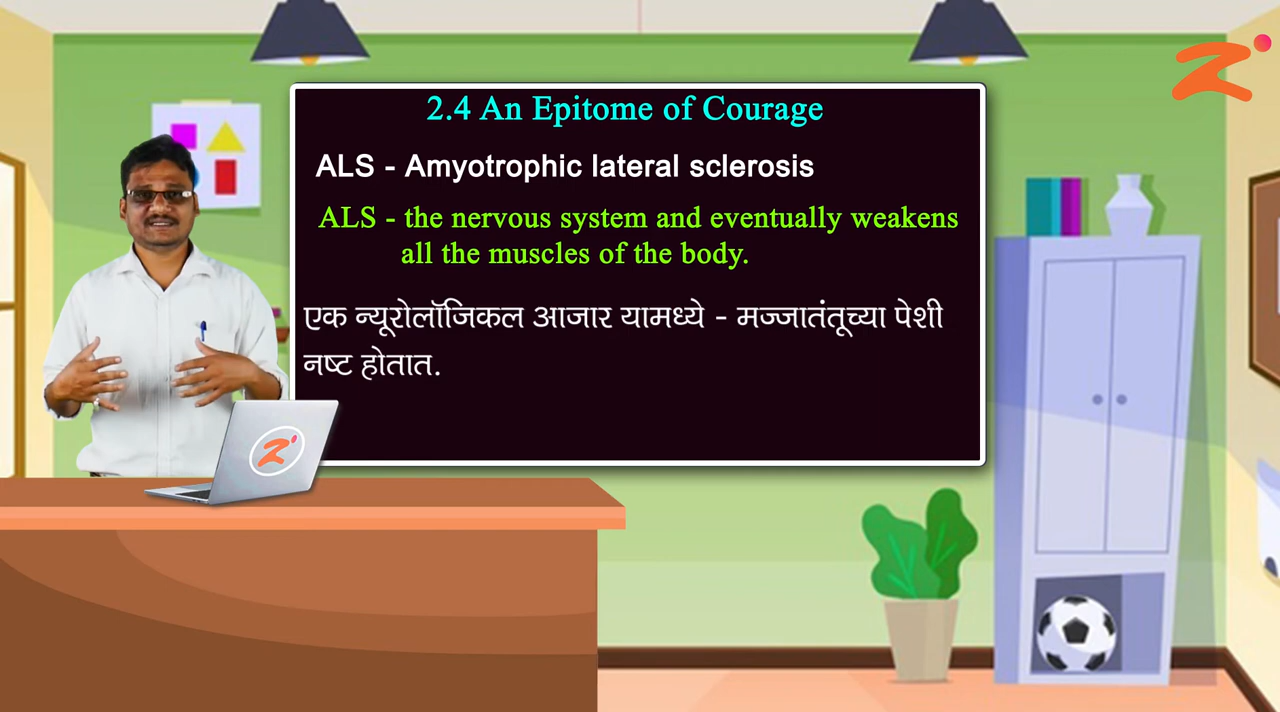 2.4 An Epitome of Courage
ALS - Amyotrophic lateral sclerosis
ALS - the nervous system and eventually weakens
all the muscles of the body.
एक न्यूरोलॉजिकल आजार यामध्ये - मज्जातंतूच्या पेशी
नष्ट होतात.